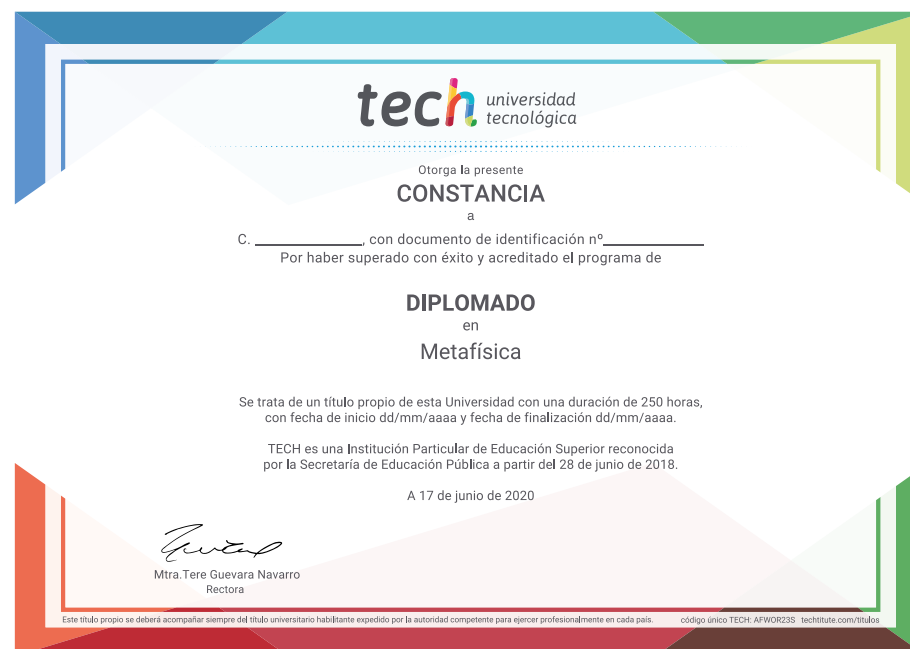 tech universidad
tecnológica
Otorga la presente
CONSTANCIA
a
C. ______________, con documento de identificación nº_____________
Por haber superado con éxito y acreditado el programa de
DIPLOMADO
en
Metafísica
Se trata de un título propio de esta Universidad con una duración de 250 horas,
con fecha de inicio dd/mm/aaaa y fecha de finalización dd/mm/aaaa.
TECH es una Institución Particular de Educación Superior reconocida
por la Secretaría de Educación Pública a partir del 28 de junio de 2018.
A 17 de junio de 2020
Mtra.Tere Guevara Navarro
Rectora
Este título propio se deberá acompañar siempre del título universitario habilitante expedido por la autoridad competente para ejercer profesionalmente en cada país. código único TECH: AFWOR23S techtitute.com/titulos